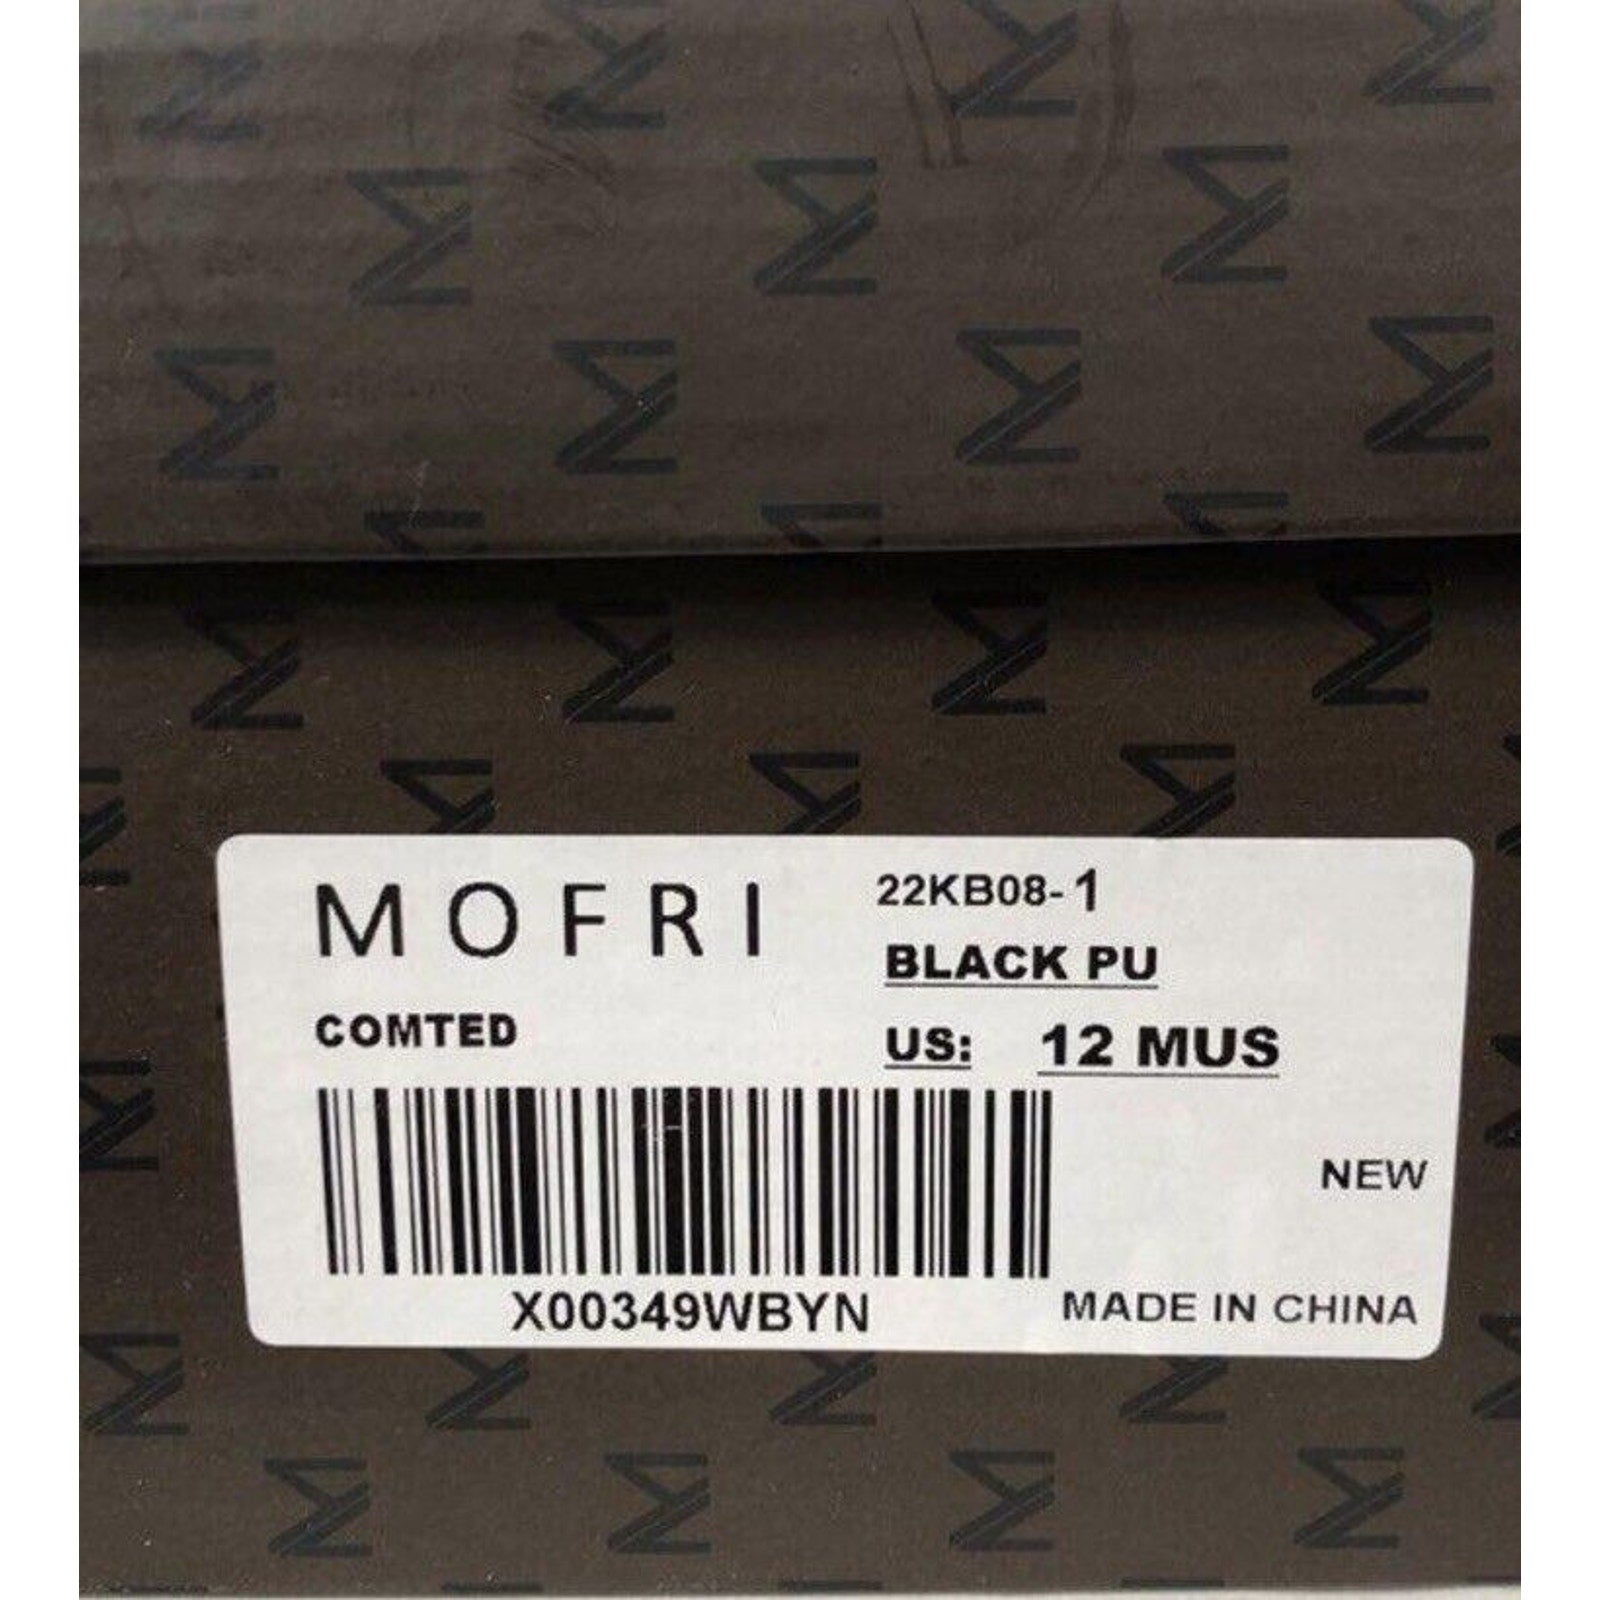 MOFRI
22KB08-1
BLACK PU
COMTED
US: 12 MUS
NEW
X00349WBYN
MADE IN CHINA